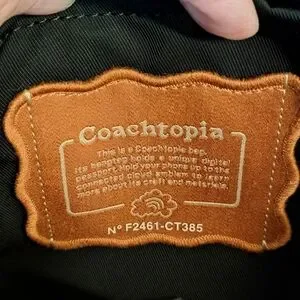 Coachtopia
This is a Coachtopia bag.
Its hangtag holds a unique digital
passport. Hold your phone up to the
connected cloud emblem to learn
more about its craft and materials.
Nº F2461-CT385